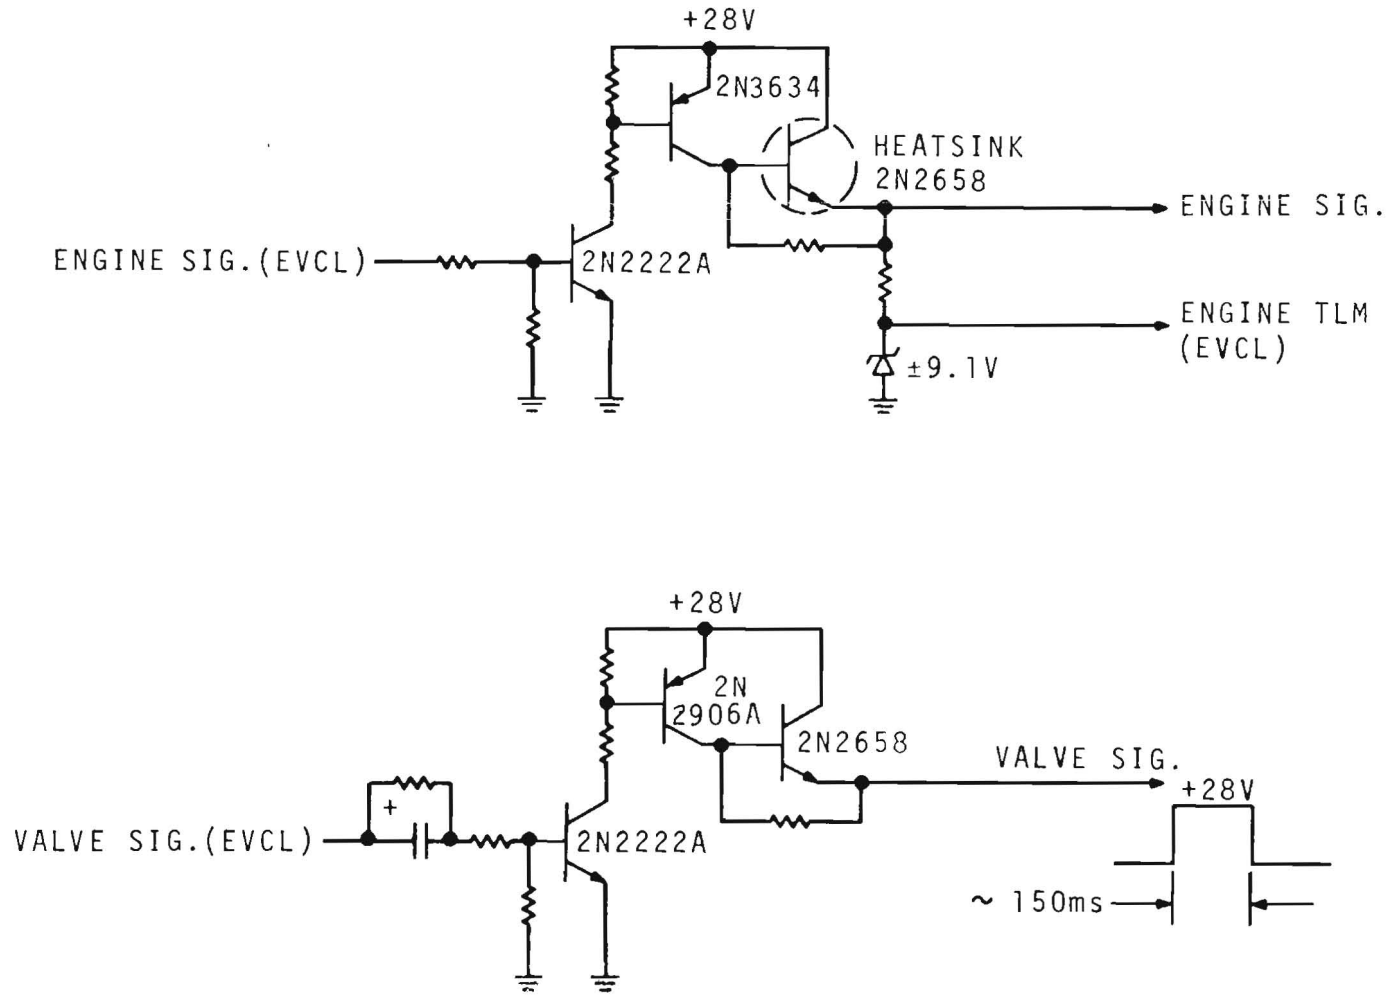 +28V
2N3634
HEATSINK
2N2658
ENGINE SIG.
ENGINE SIG.(EVCL)
2N2222A
ENGINE TLM
(EVCL)
±9.1V
+28V
2N
2906A
2N2658
VALVE SIG.
+28V
+
VALVE SIG.(EVCL)
2N2222A
~ 150ms